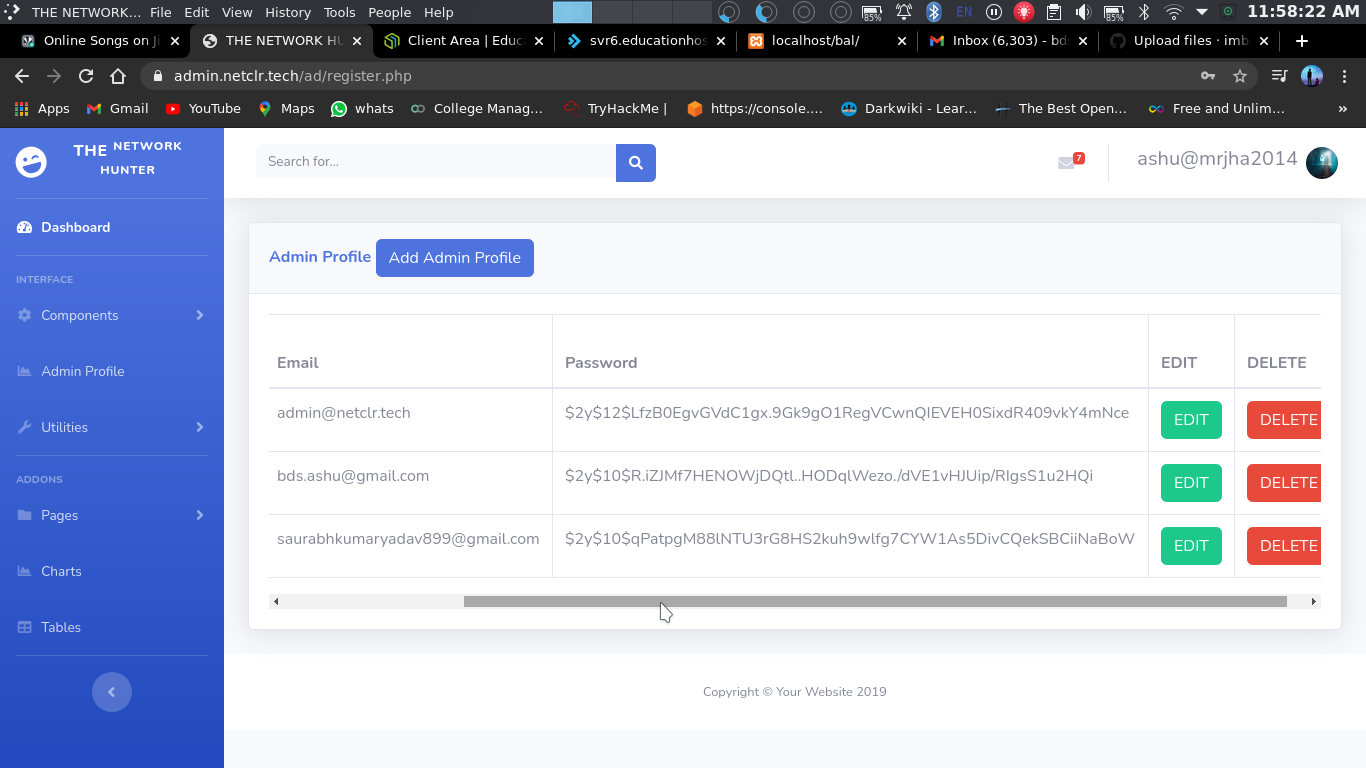 THE NETWORK... File Edit View History Tools People Help 85% EN 85% 11:58:22 AM
Online Songs on Ji THE NETWORK HU Client Area | Educ svr6.educationhos localhost/bal/ Inbox (6,303) - bd Upload files · imb
admin.netclr.tech/ad/register.php
Apps Gmail YouTube Maps whats College Manag... TryHackMe | https://console.... Darkwiki - Lear... The Best Open... Free and Unlim... »
THE NETWORK
HUNTER
Search for...
7
ashu@mrjha2014
Dashboard
INTERFACE
Components
Admin Profile
Utilities
ADDONS
Pages
Charts
Tables
Admin Profile Add Admin Profile
Email Password EDIT DELETE
admin@netclr.tech $2y$12$LfzB0EgvGVdC1gx.9Gk9gO1RegVCwnQIEVEH0SixdR409vkY4mNce EDIT DELETE
bds.ashu@gmail.com $2y$10$R.iZJMf7HENOWjDQtl..HODqlWezo./dVE1vHJUip/RIgsS1u2HQi EDIT DELETE
saurabhkumaryadav899@gmail.com $2y$10$qPatpgM88lNTU3rG8HS2kuh9wlfg7CYW1As5DivCQekSBCiiNaBoW EDIT DELETE
Copyright © Your Website 2019